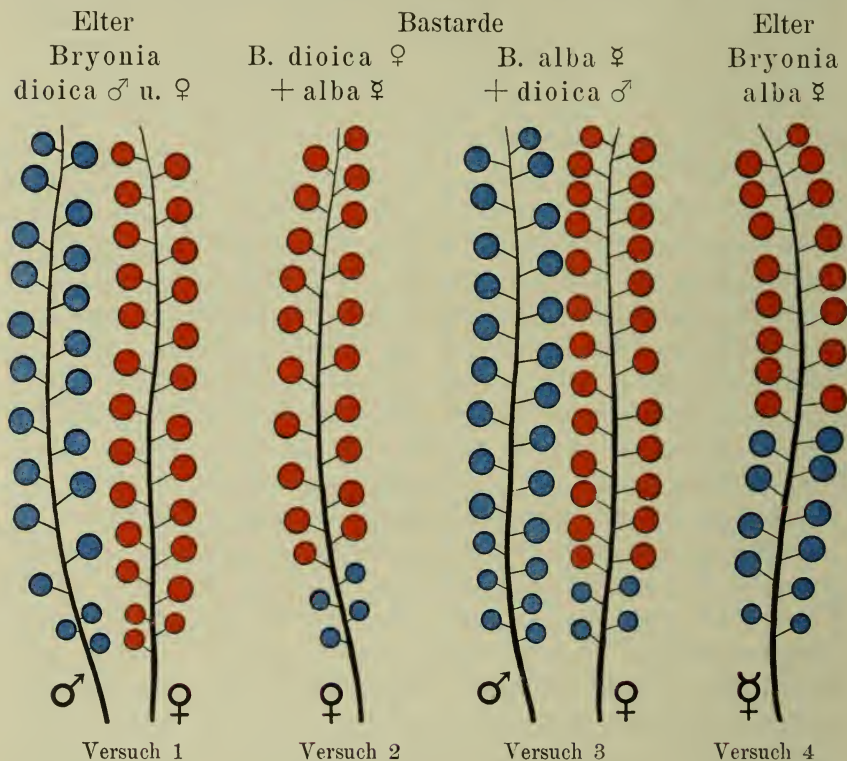 Elter
Bryonia
dioica ♂ u. ♀
Bastarde
B. dioica ♀
+ alba ☿
B. alba ☿
+ dioica ♂
Elter
Bryonia
alba ☿
♂
♀
♀
♂
♀
☿
Versuch 1
Versuch 2
Versuch 3
Versuch 4